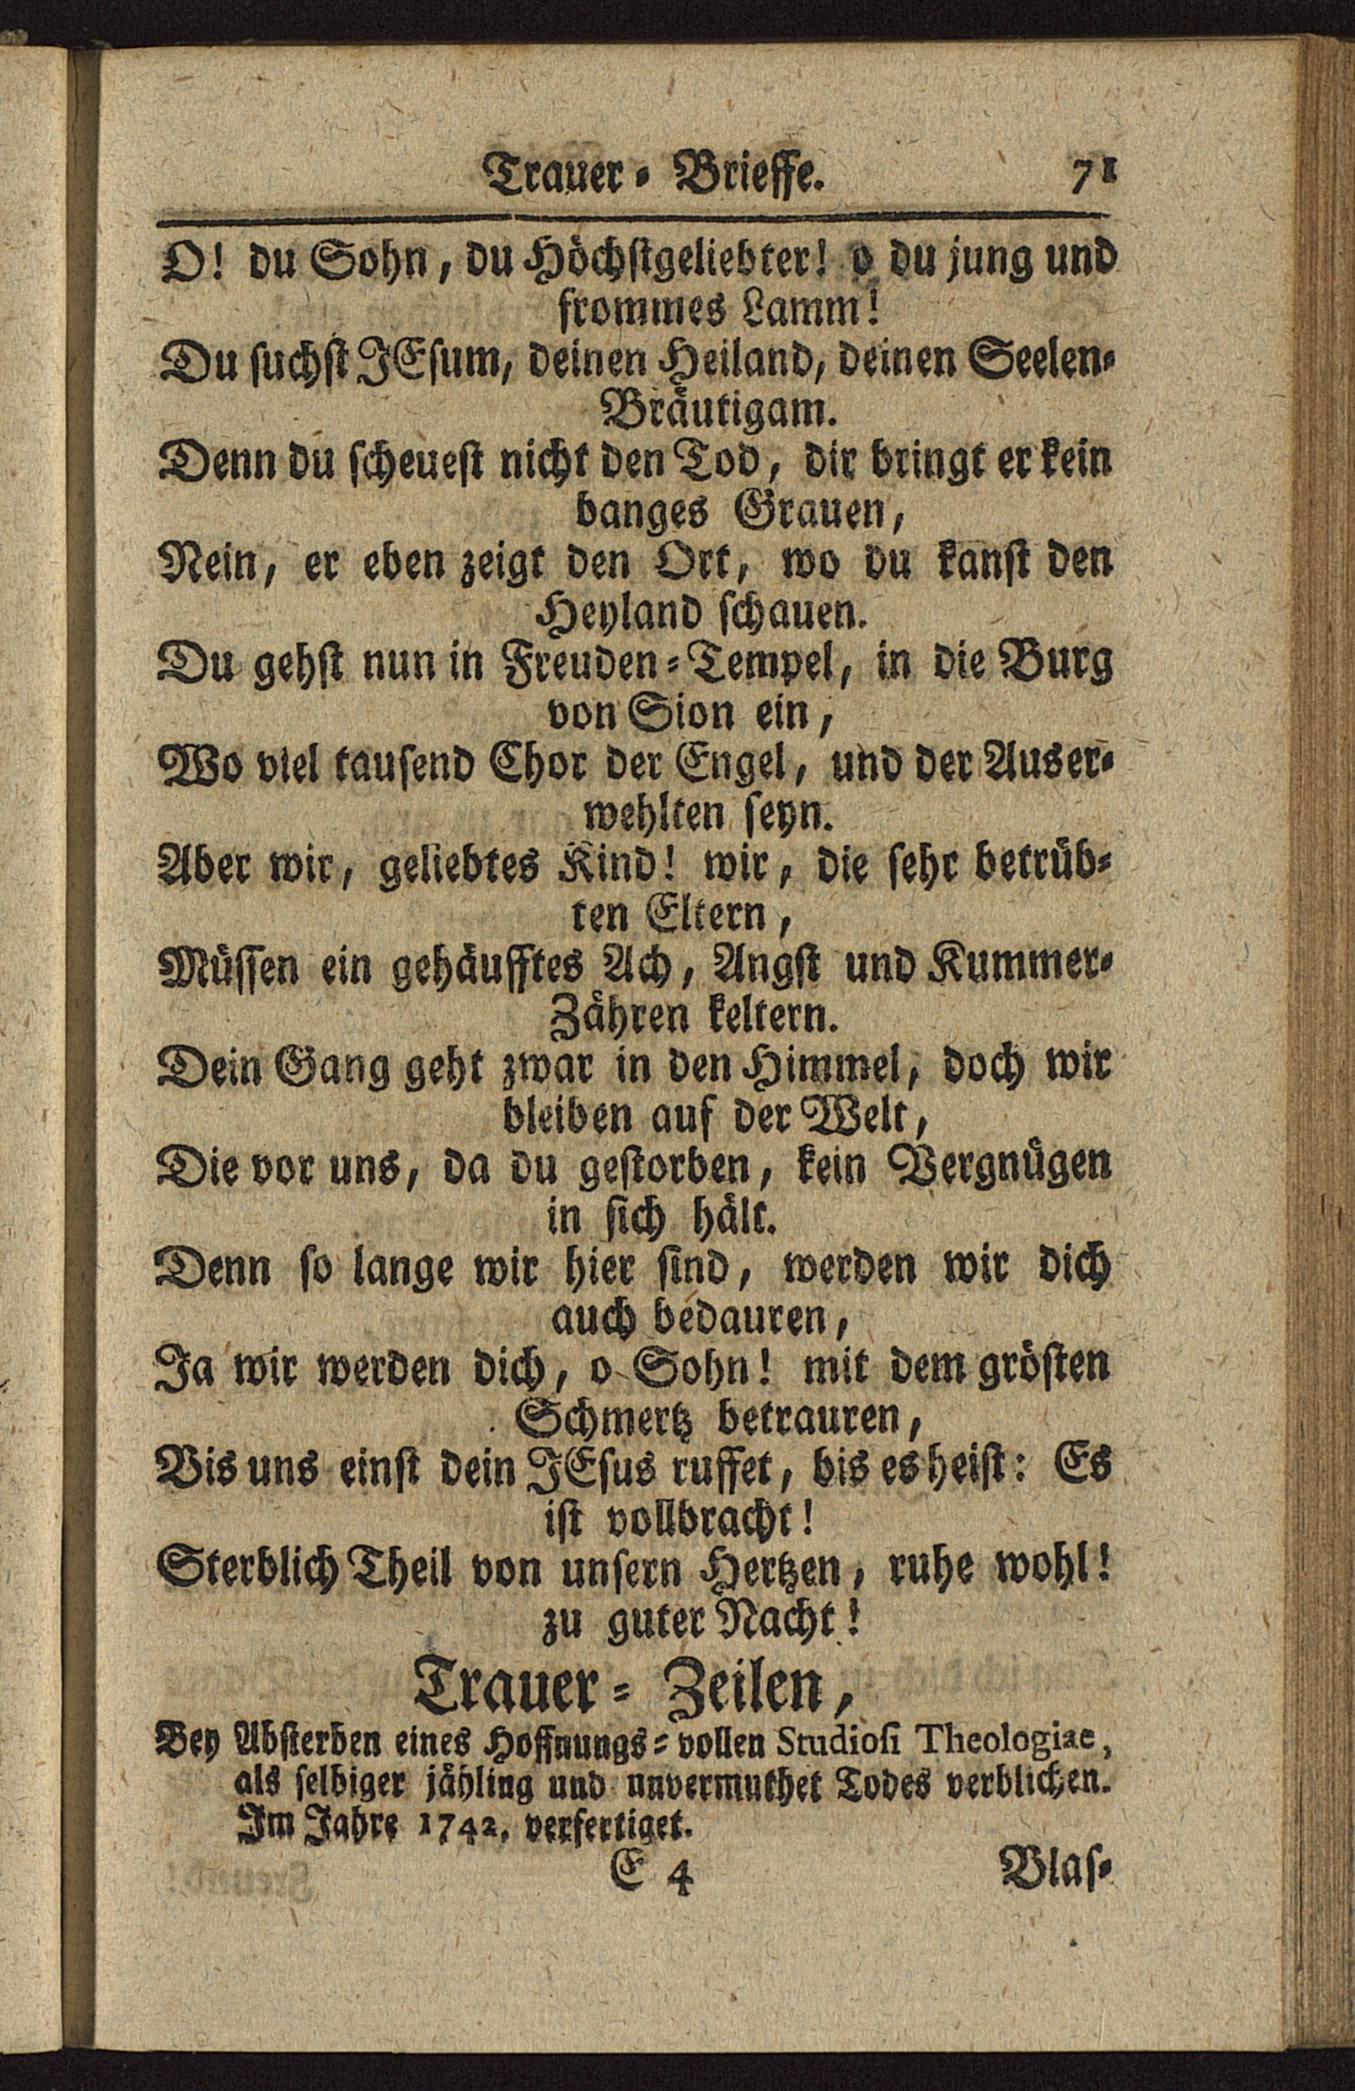 Trauer-Brieffe. 71
O! du Sohn, du Höchstgeliebter! o du jung und
frommes Lamm!
Du suchst JEsum, deinen Heiland, deinen Seelen-
Bräutigam.
Denn du scheuest nicht den Tod, dir bringt er kein
banges Grauen,
Nein, er eben zeigt den Ort, wo du kanst den
Heyland schauen.
Du gehst nun in Freuden-Tempel, in die Burg
von Sion ein,
Wo viel tausend Chor der Engel, und der Auser-
wehlten seyn.
Aber wir, geliebtes Kind! wir, die sehr betrüb-
ten Eltern,
Müssen ein gehäufftes Ach, Angst und Kummer-
Zähren keltern.
Dein Gang geht zwar in den Himmel, doch wir
bleiben auf der Welt,
Die vor uns, da du gestorben, kein Vergnügen
in sich hält.
Denn so lange wir hier sind, werden wir dich
auch bedauren,
Ja wir werden dich, o Sohn! mit dem grösten
Schmertz betrauren,
Bis uns einst dein JEsus ruffet, bis es heist: Es
ist vollbracht!
Sterblich Theil von unsern Hertzen, ruhe wohl!
zu guter Nacht!
Trauer-Zeilen,
Bey Absterben eines Hoffnungs-vollen Studiosi Theologiae,
als selbiger jähling und unvermuthet Todes verblichen.
Im Jahre 1742. verfertiget.
E 4 Blas-